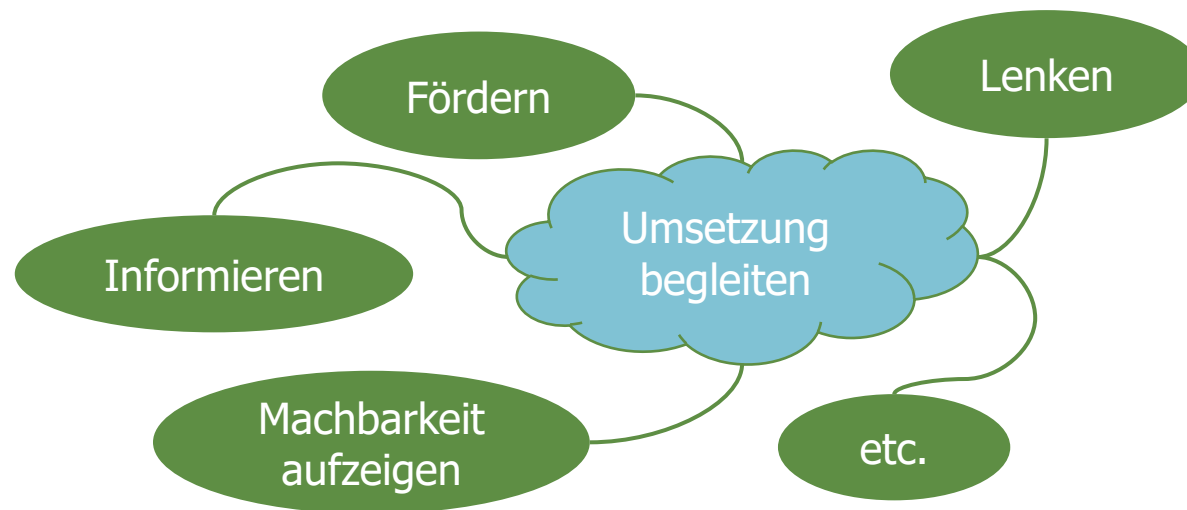 Fördern
Lenken
Umsetzung
begleiten
Informieren
Machbarkeit
aufzeigen
etc.